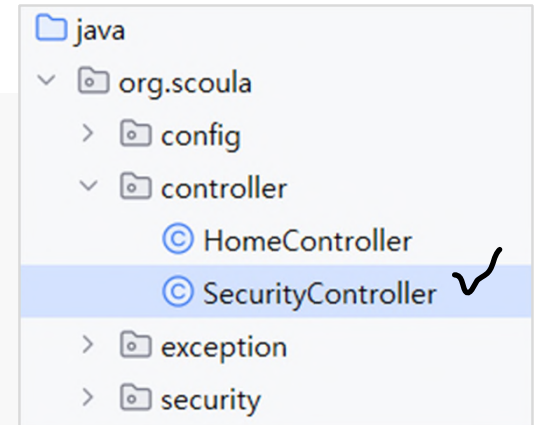 java
org.scoula
config
controller
HomeController
SecurityController
exception
security